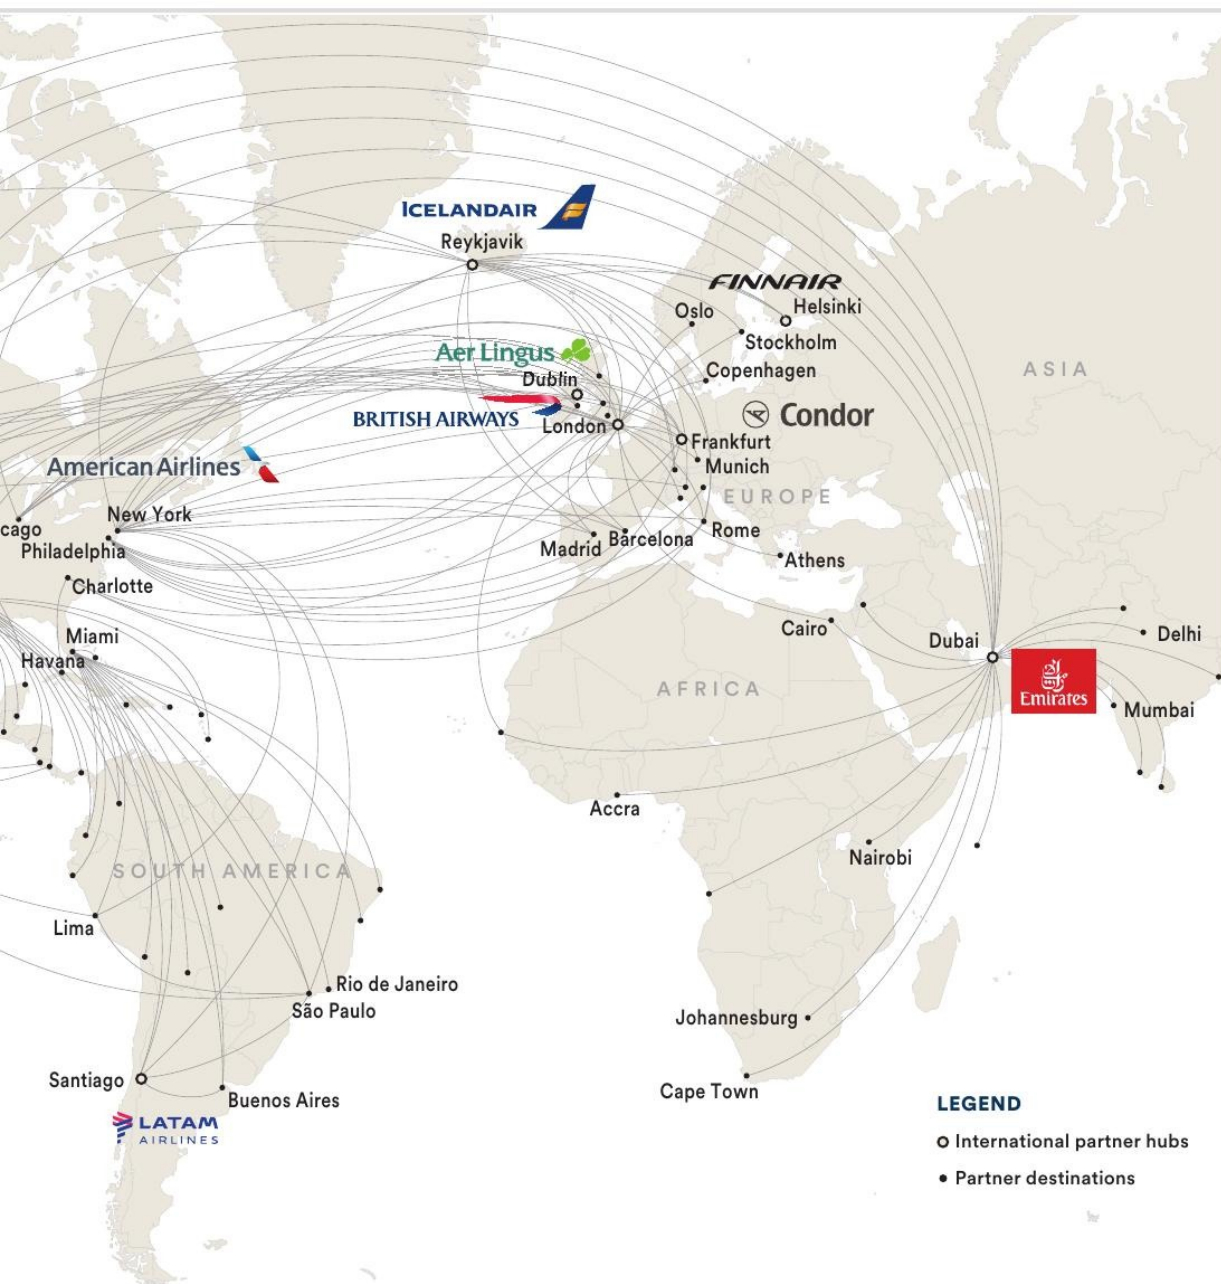 ICELANDAIR
Reykjavik
FINNAIR
Helsinki
Oslo
Stockholm
Aer Lingus
Dublin
Copenhagen
ASIA
BRITISH AIRWAYS
London
Condor
Frankfurt
Munich
American Airlines
EUROPE
New York
cago
Philadelphia
Rome
Barcelona
Madrid
Athens
Charlotte
Cairo
Miami
Havana
Dubai
Delhi
AFRICA
Emirates
Mumbai
Accra
Nairobi
SOUTH AMERICA
Lima
Rio de Janeiro
São Paulo
Johannesburg
Santiago
Cape Town
Buenos Aires
LATAM
AIRLINES
LEGEND
International partner hubs
Partner destinations